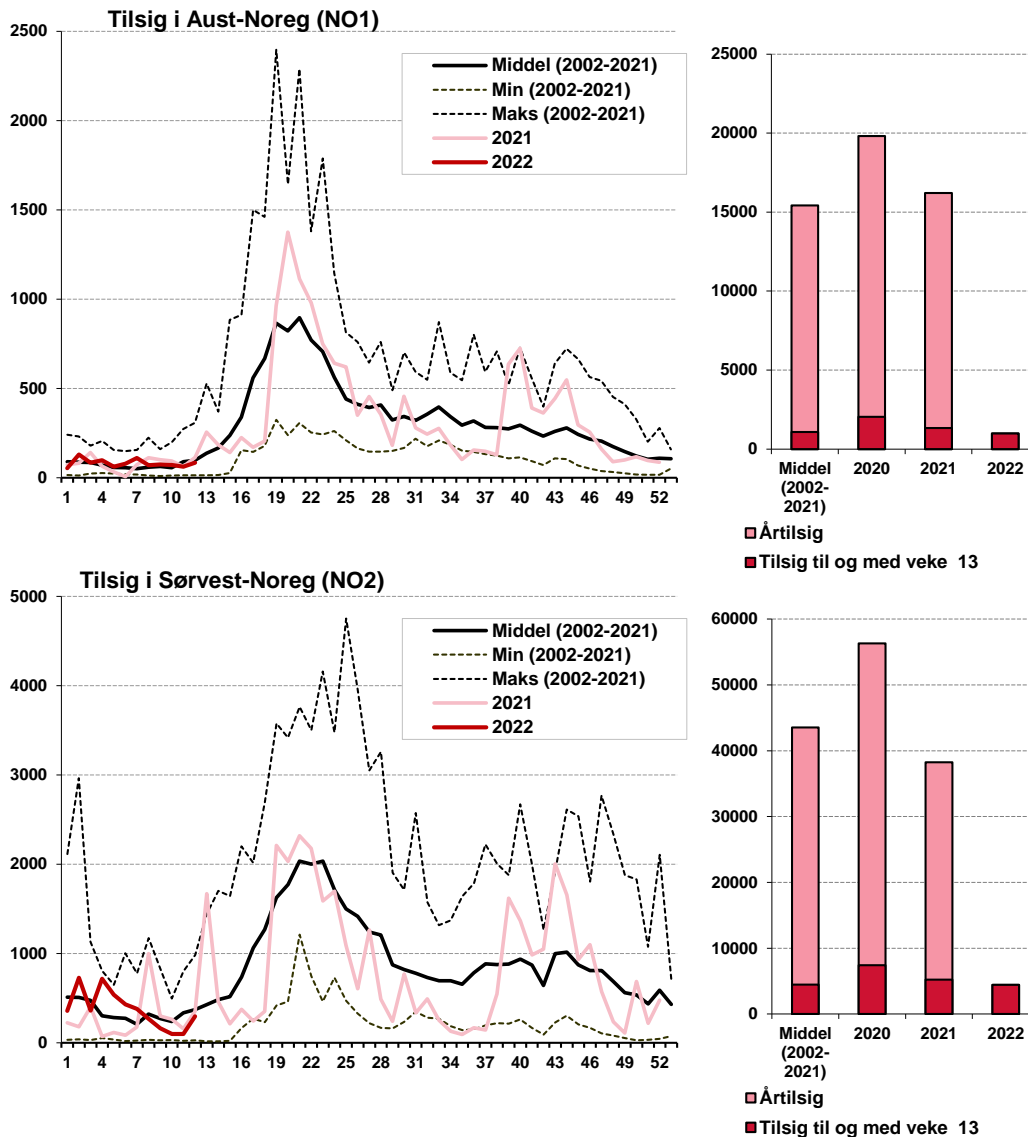 Tilsig i Aust-Noreg (NO1)
2500
2000
1500
1000
500
0
1 4 7 10 13 16 19 22 25 28 31 34 37 40 43 46 49 52
Middel (2002-2021)
Min (2002-2021)
Maks (2002-2021)
2021
2022
25000
20000
15000
10000
5000
0
Middel 2020 2021 2022
(2002-
2021)
Årtilsig
Tilsig til og med veke 13
Tilsig i Sørvest-Noreg (NO2)
5000
4000
3000
2000
1000
0
1 4 7 10 13 16 19 22 25 28 31 34 37 40 43 46 49 52
Middel (2002-2021)
Min (2002-2021)
Maks (2002-2021)
2021
2022
60000
50000
40000
30000
20000
10000
0
Middel 2020 2021 2022
(2002-
2021)
Årtilsig
Tilsig til og med veke 13